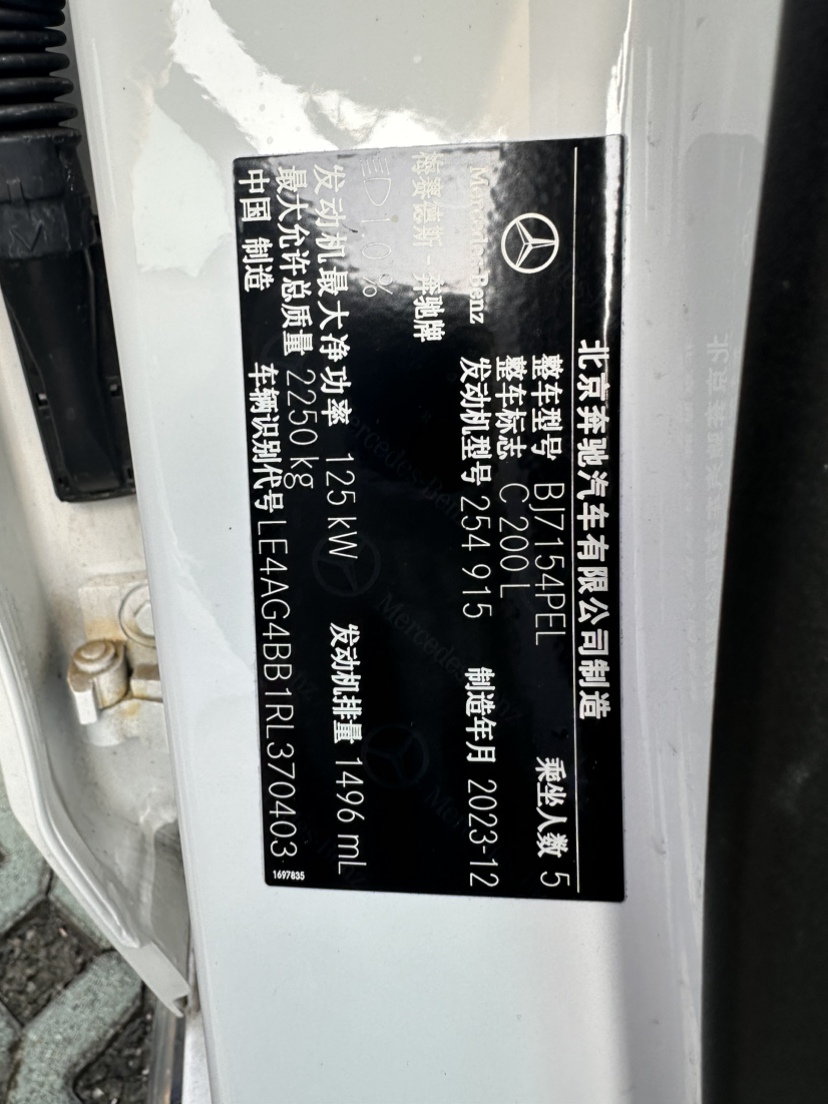 北京奔驰汽车有限公司制造
整车型号 BJ7154PEL 乘坐人数 5
整车标志 C 200 L
Mercedes-Benz 发动机型号 254 915 制造年月 2023-12
梅赛德斯-奔驰牌
1.0%
发动机最大净功率 125 kW 发动机排量 1496 mL
最大允许总质量 2250 kg
中国 制造 车辆识别代号 LE4AG4BB1RL370403
1697835